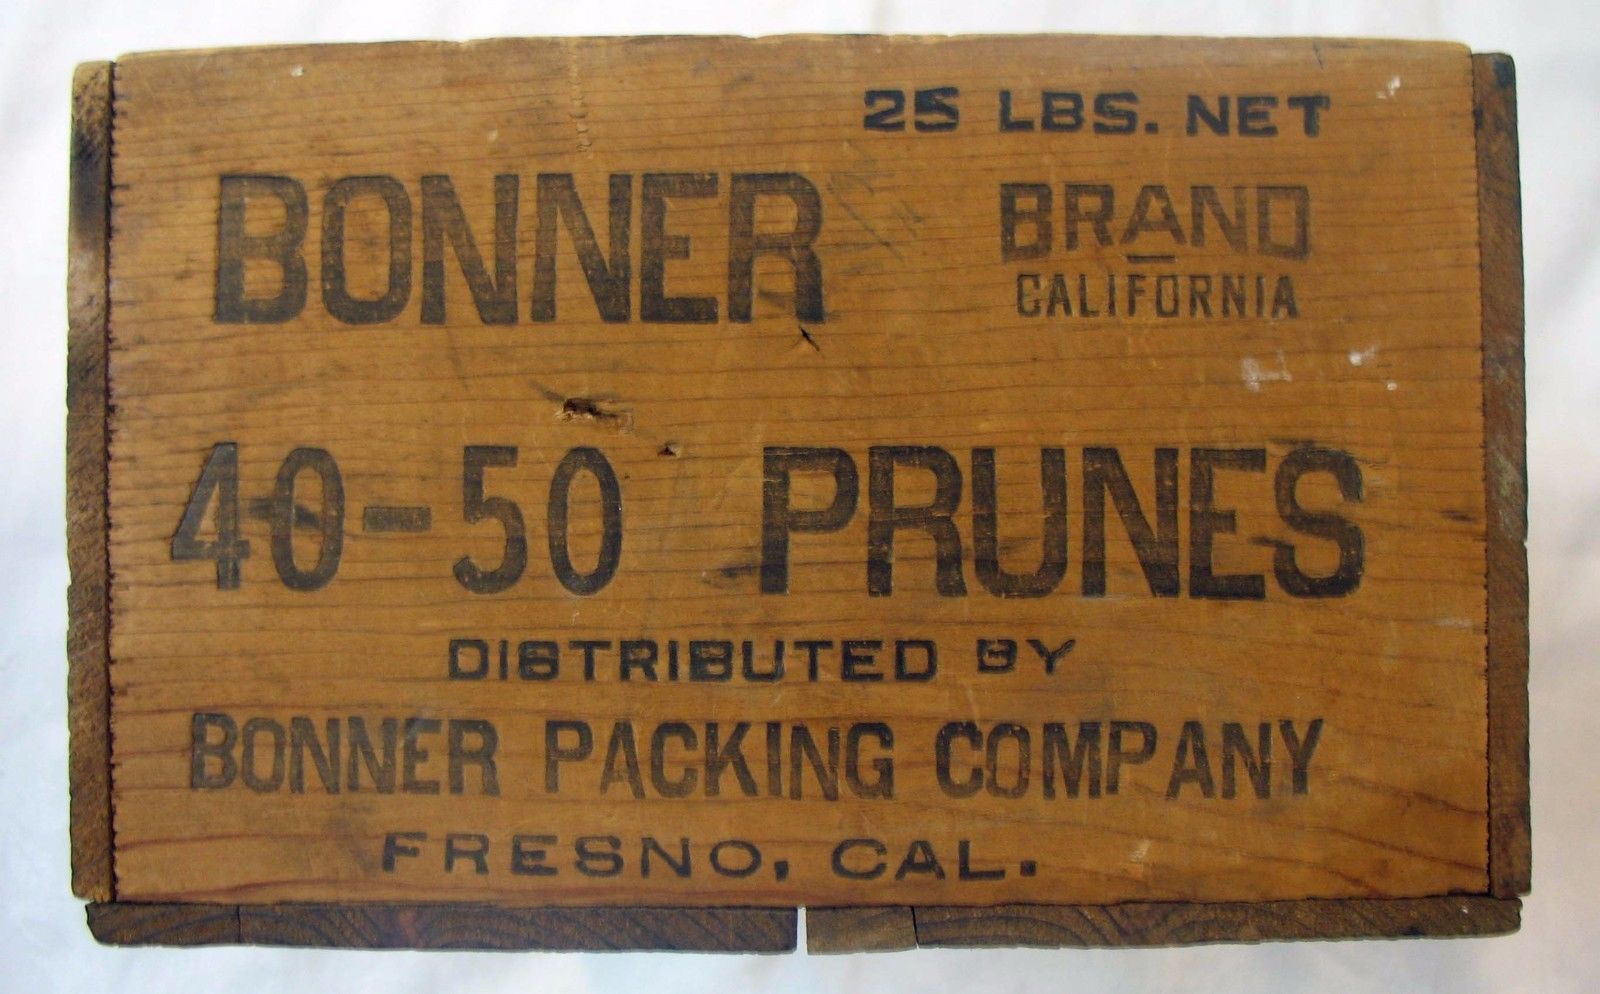 25 LBS. NET
BONNER BRAND
CALIFORNIA
40-50 PRUNES
DISTRIBUTED BY
BONNER PACKING COMPANY
FRESNO, CAL.